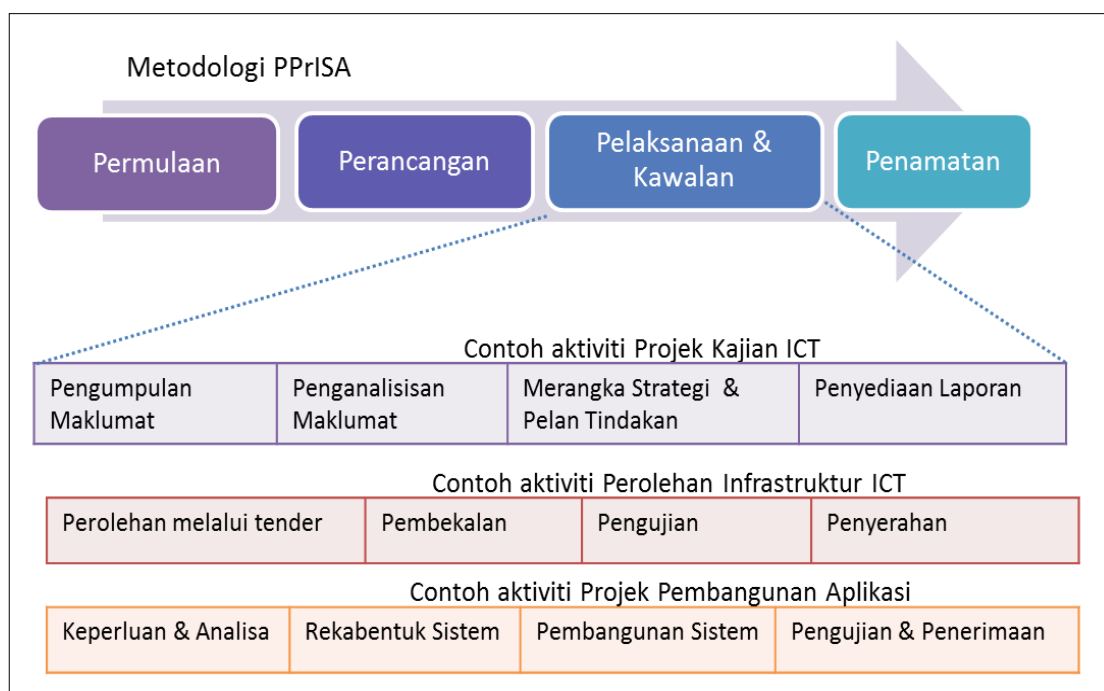 Metodologi PPrISA
Permulaan
Perancangan
Pelaksanaan &
Kawalan
Penamatan
Contoh aktiviti Projek Kajian ICT
Pengumpulan
Maklumat
Penganalisisan
Maklumat
Merangka Strategi &
Pelan Tindakan
Penyediaan Laporan
Contoh aktiviti Perolehan Infrastruktur ICT
Perolehan melalui tender
Pembekalan
Pengujian
Penyerahan
Contoh aktiviti Projek Pembangunan Aplikasi
Keperluan & Analisa
Rekabentuk Sistem
Pembangunan Sistem
Pengujian & Penerimaan